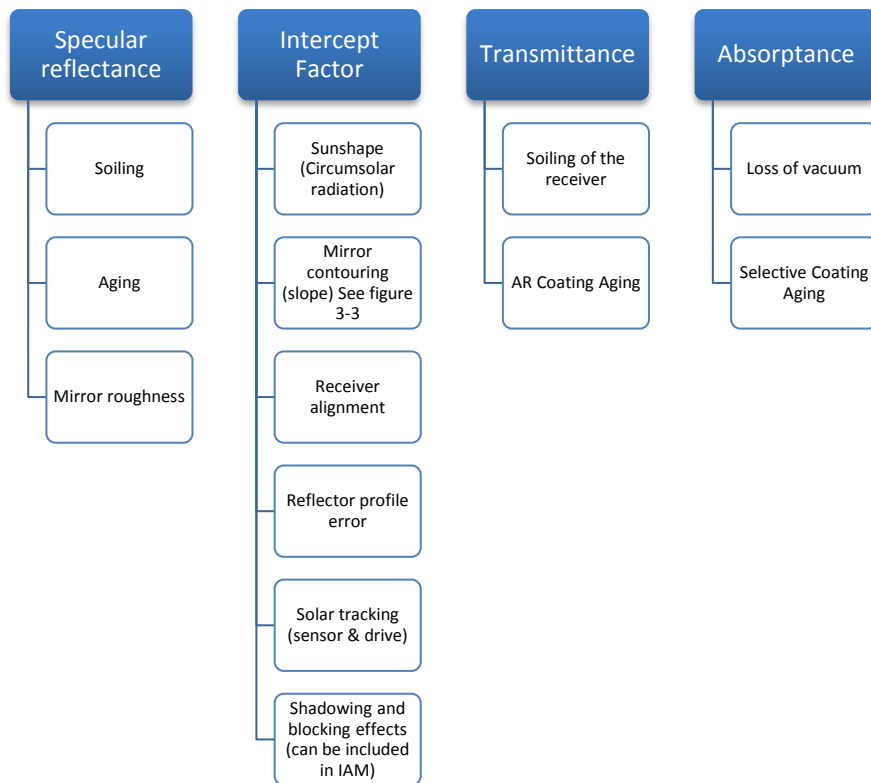 Specular
reflectance
Soiling
Aging
Mirror roughness
Intercept
Factor
Sunshape
(Circumsolar
radiation)
Mirror
contouring
(slope) See figure
3-3
Receiver
alignment
Reflector profile
error
Solar tracking
(sensor & drive)
Shadowing and
blocking effects
(can be included
in IAM)
Transmittance
Soiling of the
receiver
AR Coating Aging
Absorptance
Loss of vacuum
Selective Coating
Aging